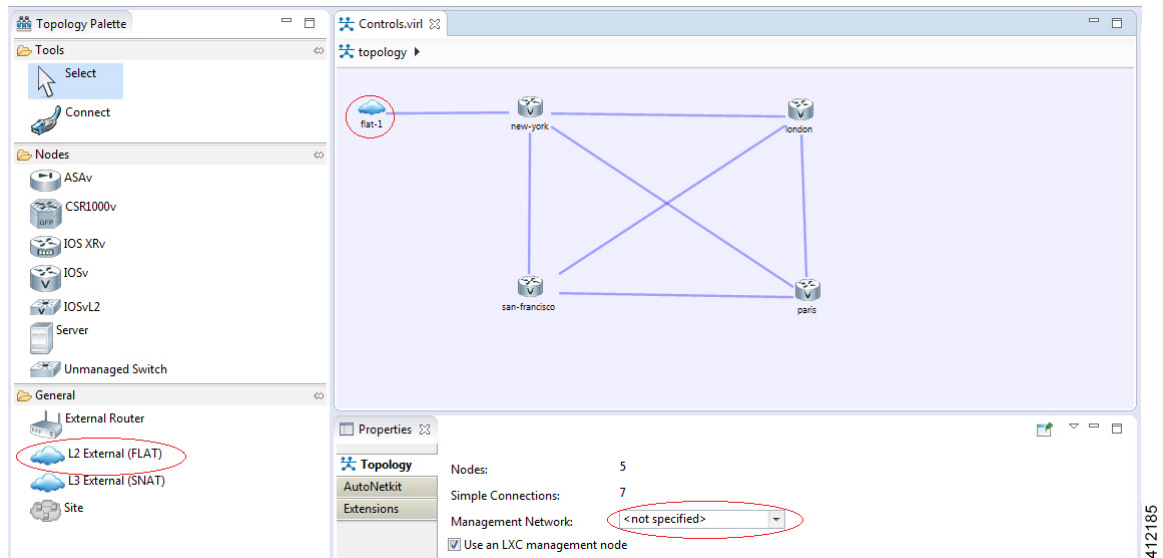 Topology Palette
Tools
Select
Connect
Nodes
ASAv
CSR1000v
QFP
IOS XRv
IOSv
V
IOSvL2
V
Server
Unmanaged Switch
General
External Router
L2 External (FLAT)
L3 External (SNAT)
Site
Controls.virl
topology
flat-1
V
new-york
V
london
V
san-francisco
V
paris
Properties
Topology
AutoNetkit
Extensions
Nodes: 5
Simple Connections: 7
Management Network: <not specified>
Use an LXC management node
412185